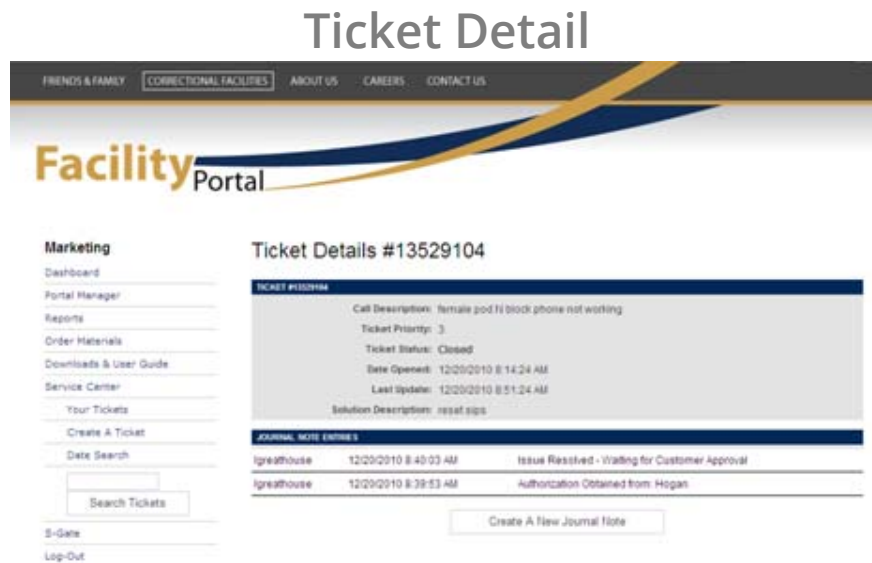 Ticket Detail
FRIENDS & FAMILY CORRECTIONAL FACILITIES ABOUT US CAREERS CONTACT US
Facility
Portal
Marketing
Dashboard
Portal Manager
Reports
Order Materials
Downloads & User Guide
Service Center
Your Tickets
Create A Ticket
Date Search
Search Tickets
S-Gate
Log-Out
Ticket Details #13529104
TICKET #13529104
Call Description: female pod N block phone not working
Ticket Priority: 3
Ticket Status: Closed
Date Opened: 12/20/2010 8:14:24 AM
Last Update: 12/20/2010 8:51:24 AM
Solution Description: reset sips
JOURNAL NOTE ENTRIES
lgreathouse 12/20/2010 8:40:03 AM Issue Resolved - Waiting for Customer Approval
lgreathouse 12/20/2010 8:39:53 AM Authorization Obtained from: Hogan
Create A New Journal Note